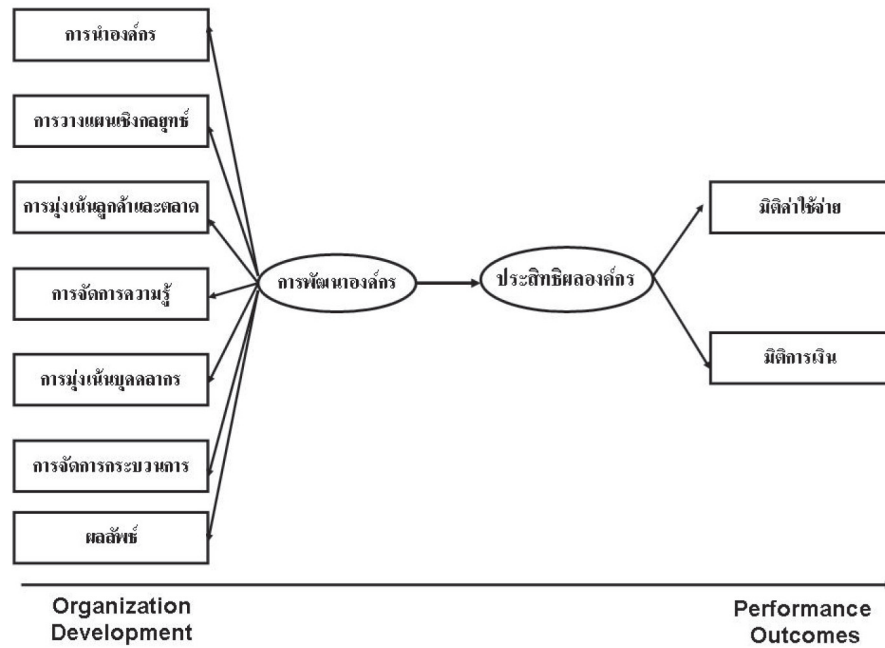 การนำองค์กร
การวางแผนเชิงกลยุทธ์
การมุ่งเน้นลูกค้าและตลาด
การจัดการความรู้
การมุ่งเน้นบุคคลากร
การจัดการกระบวนการ
ผลลัพธ์
การพัฒนาองค์กร
ประสิทธิผลองค์กร
มิติค่าใช้จ่าย
มิติการเงิน
Organization
Development
Performance
Outcomes